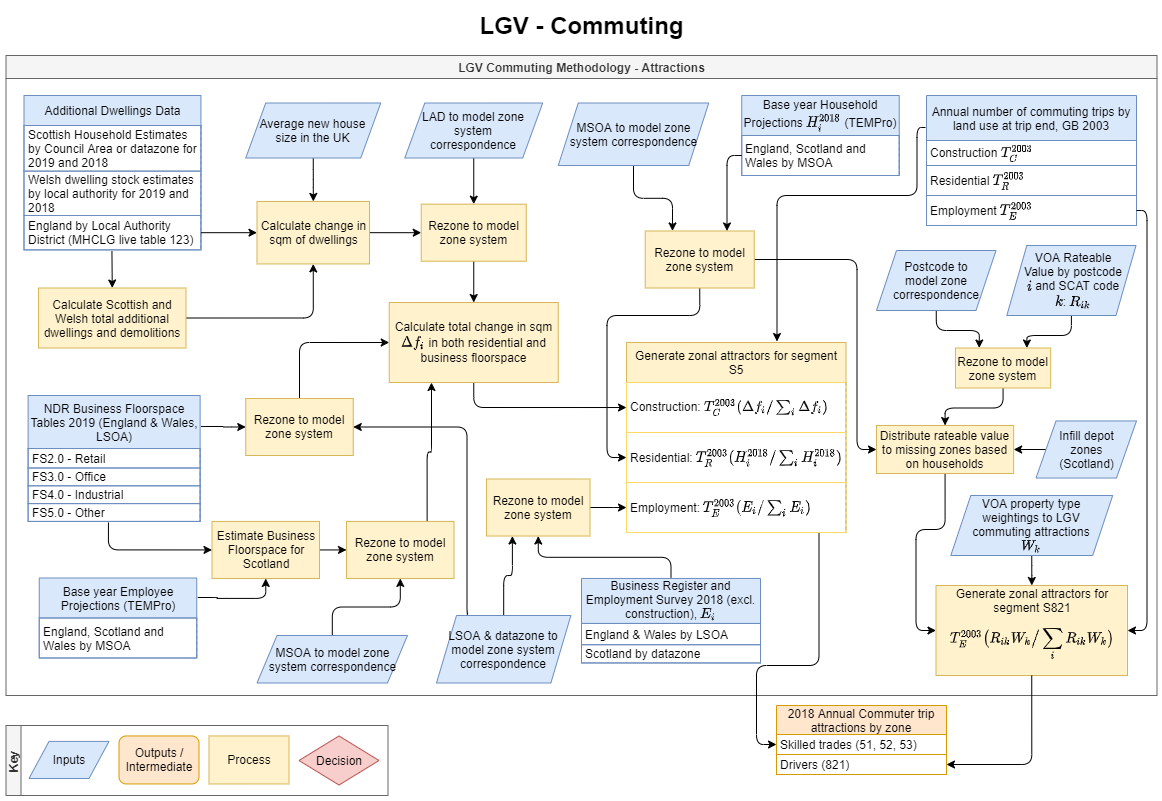 LGV - Commuting
LGV Commuting Methodology - Attractions
Additional Dwellings Data
Scottish Household Estimates
by Council Area or datazone for
2019 and 2018
Welsh dwelling stock estimates
by local authority for 2019 and
2018
England by Local Authority
District (MHCLG live table 123)
Average new house
size in the UK
LAD to model zone
system
correspondence
MSOA to model zone
system correspondence
Base year Household
Projections H_i^{2018} (TEMPro)
England, Scotland and
Wales by MSOA
Annual number of commuting trips by
land use at trip end, GB 2003
Construction T_C^{2003}
Residential T_R^{2003}
Employment T_E^{2003}
Calculate change in
sqm of dwellings
Rezone to model
zone system
Rezone to model
zone system
Postcode to
model zone
correspondence
VOA Rateable
Value by postcode
i and SCAT code
k: R_{ik}
Calculate Scottish and
Welsh total additional
dwellings and demolitions
Calculate total change in sqm
Δf_i in both residential and
business floorspace
Generate zonal attractors for segment
S5
Construction: T_C^{2003}(Δf_i/∑_i Δf_i)
Residential: T_R^{2003}(H_i^{2018}/∑_i H_i^{2018})
Employment: T_E^{2003}(E_i/∑_i E_i)
Rezone to model
zone system
NDR Business Floorspace
Tables 2019 (England & Wales,
LSOA)
FS2.0 - Retail
FS3.0 - Office
FS4.0 - Industrial
FS5.0 - Other
Rezone to model
zone system
Distribute rateable value
to missing zones based
on households
Infill depot
zones
(Scotland)
Rezone to model
zone system
VOA property type
weightings to LGV
commuting attractions
W_k
Estimate Business
Floorspace for
Scotland
Rezone to model
zone system
Base year Employee
Projections (TEMPro)
England, Scotland and
Wales by MSOA
Business Register and
Employment Survey 2018 (excl.
construction), E_i
England & Wales by LSOA
Scotland by datazone
Generate zonal attractors for
segment S821
T_E^{2003}(R_{ik}W_k/∑_i R_{ik}W_k)
MSOA to model zone
system correspondence
LSOA & datazone to
model zone system
correspondence
2018 Annual Commuter trip
attractions by zone
Skilled trades (51, 52, 53)
Drivers (821)
Key
Inputs
Outputs /
Intermediate
Process
Decision